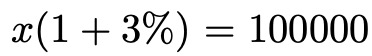 x(1 + 3%) = 100000